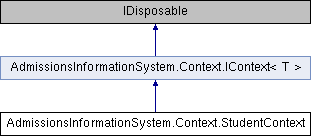 IDisposable
AdmissionsInformationSystem.Context.IContext< T >
AdmissionsInformationSystem.Context.StudentContext